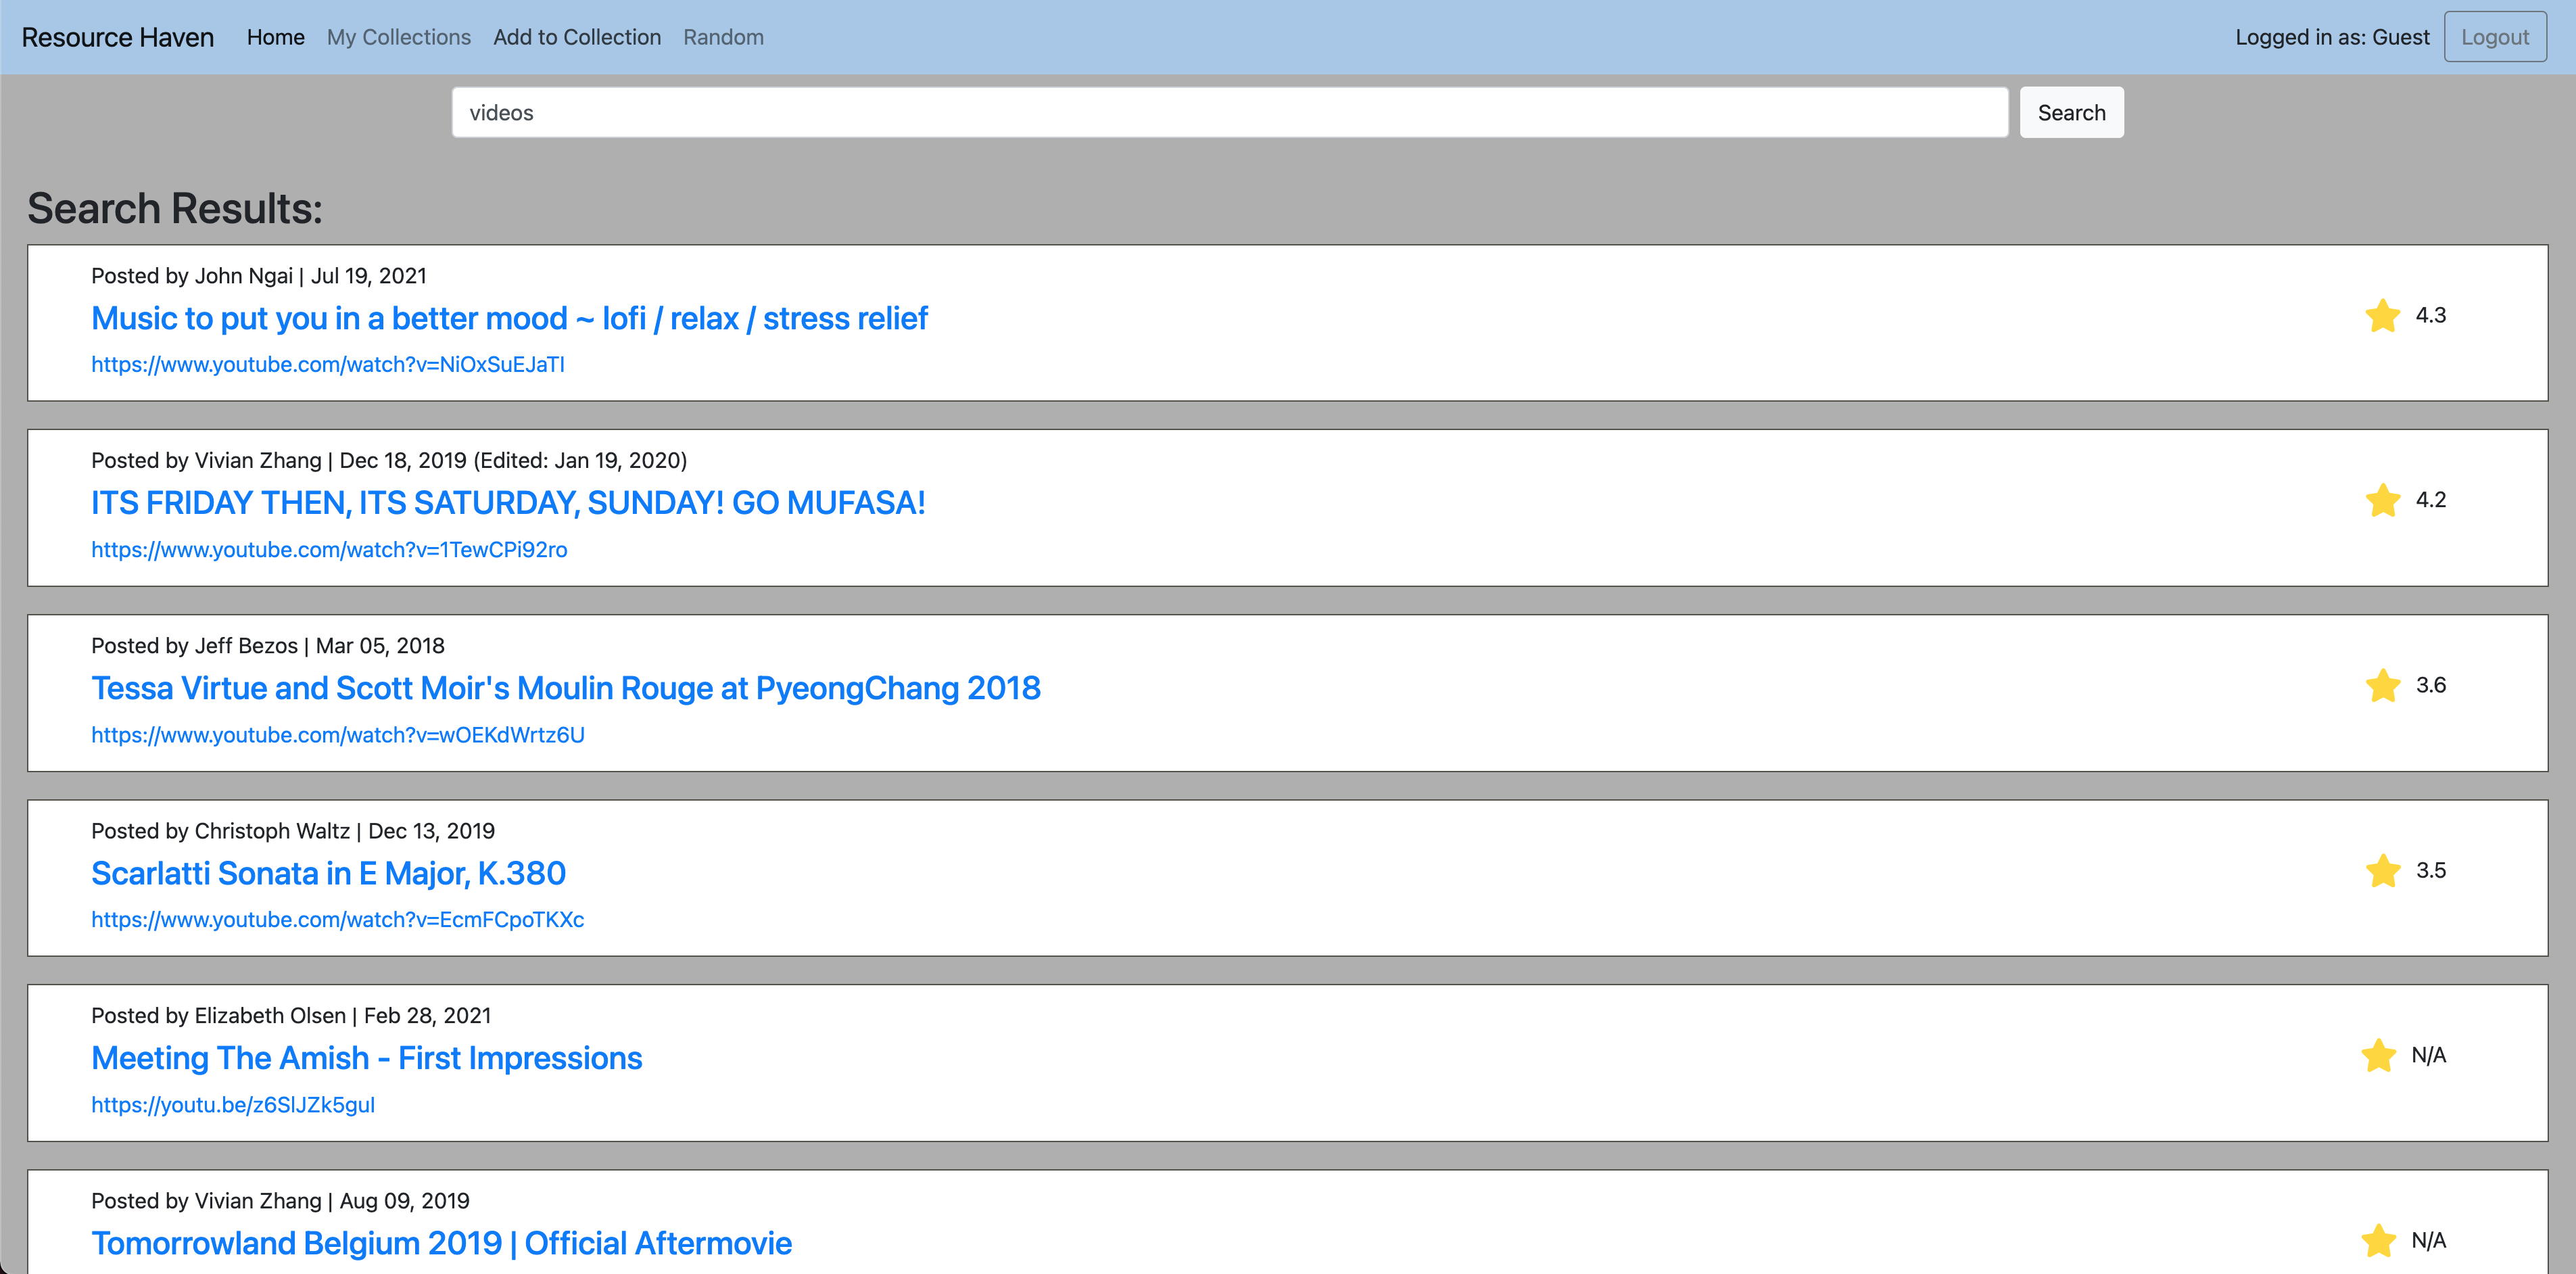 Resource Haven Home My Collections Add to Collection Random Logged in as: Guest Logout
videos Search
Search Results:
Posted by John Ngai | Jul 19, 2021
Music to put you in a better mood ~ lofi / relax / stress relief
4.3
https://www.youtube.com/watch?v=NiOxSuEJaTI
Posted by Vivian Zhang | Dec 18, 2019 (Edited: Jan 19, 2020)
ITS FRIDAY THEN, ITS SATURDAY, SUNDAY! GO MUFASA!
4.2
https://www.youtube.com/watch?v=1TewCPi92ro
Posted by Jeff Bezos | Mar 05, 2018
Tessa Virtue and Scott Moir's Moulin Rouge at PyeongChang 2018
3.6
https://www.youtube.com/watch?v=wOEKdWrtz6U
Posted by Christoph Waltz | Dec 13, 2019
Scarlatti Sonata in E Major, K.380
3.5
https://www.youtube.com/watch?v=EcmFCpoTKXc
Posted by Elizabeth Olsen | Feb 28, 2021
Meeting The Amish - First Impressions
N/A
https://youtu.be/z6SlJZk5guI
Posted by Vivian Zhang | Aug 09, 2019
Tomorrowland Belgium 2019 | Official Aftermovie
N/A